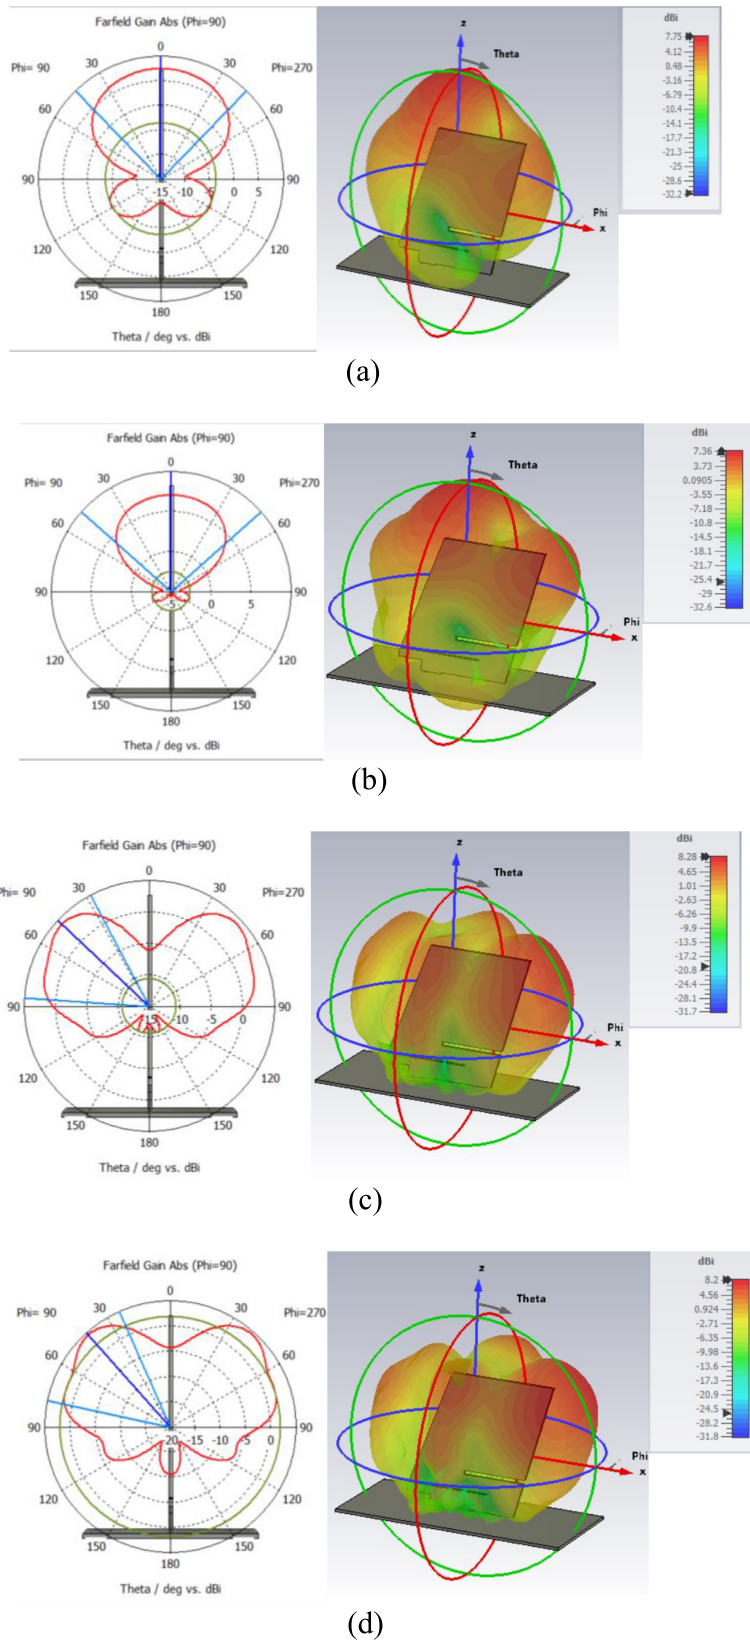 Farfield Gain Abs (Phi=90)
0
Phi= 90 30 30 Phi=270
60 60
90 -15 -10 -5 0 5 90
120 120
150 150
180
Theta / deg vs. dBi
z
Theta
Phi
x
dBi
7.75
4.12
0.48
-3.16
-6.79
-10.4
-14.1
-17.7
-21.3
-25
-28.6
-32.2
(a)
Farfield Gain Abs (Phi=90)
0
Phi= 90 30 30 Phi=270
60 60
90 -5 0 5 90
120 120
150 150
180
Theta / deg vs. dBi
z
Theta
Phi
x
dBi
7.36
3.73
0.0905
-3.55
-7.18
-10.8
-14.5
-18.1
-21.7
-25.4
-29
-32.6
(b)
Farfield Gain Abs (Phi=90)
0
Phi= 90 30 30 Phi=270
60 60
90 -15 -10 -5 0 90
120 120
150 150
180
Theta / deg vs. dBi
z
Theta
Phi
x
dBi
8.28
4.65
1.01
-2.63
-6.26
-9.9
-13.5
-17.2
-20.8
-24.4
-28.1
-31.7
(c)
Farfield Gain Abs (Phi=90)
0
Phi= 90 30 30 Phi=270
60 60
90 -20 -15 -10 -5 0 90
120 120
150 150
180
Theta / deg vs. dBi
z
Theta
Phi
x
dBi
8.2
4.56
0.924
-2.71
-6.35
-9.98
-13.6
-17.3
-20.9
-24.5
-28.2
-31.8
(d)